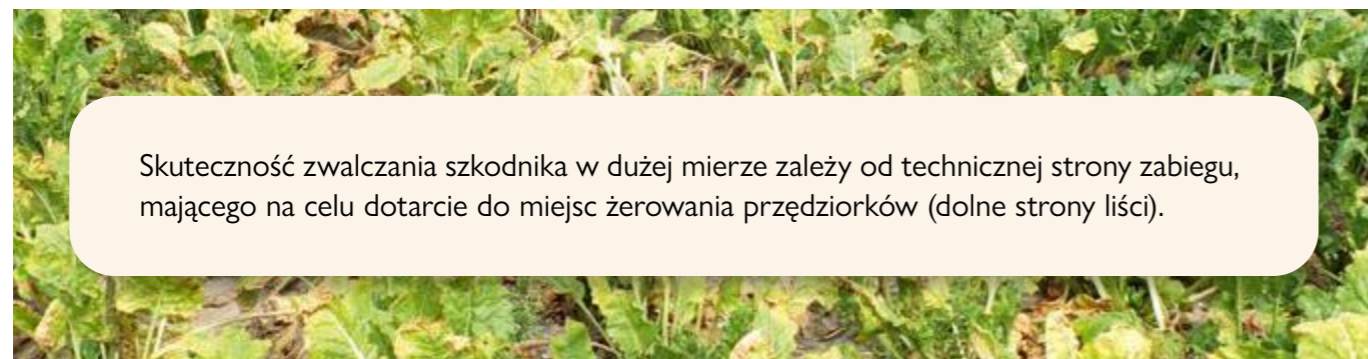 Skuteczność zwalczania szkodnika w dużej mierze zależy od technicznej strony zabiegu,
mającego na celu dotarcie do miejsc żerowania przędziorków (dolne strony liści).